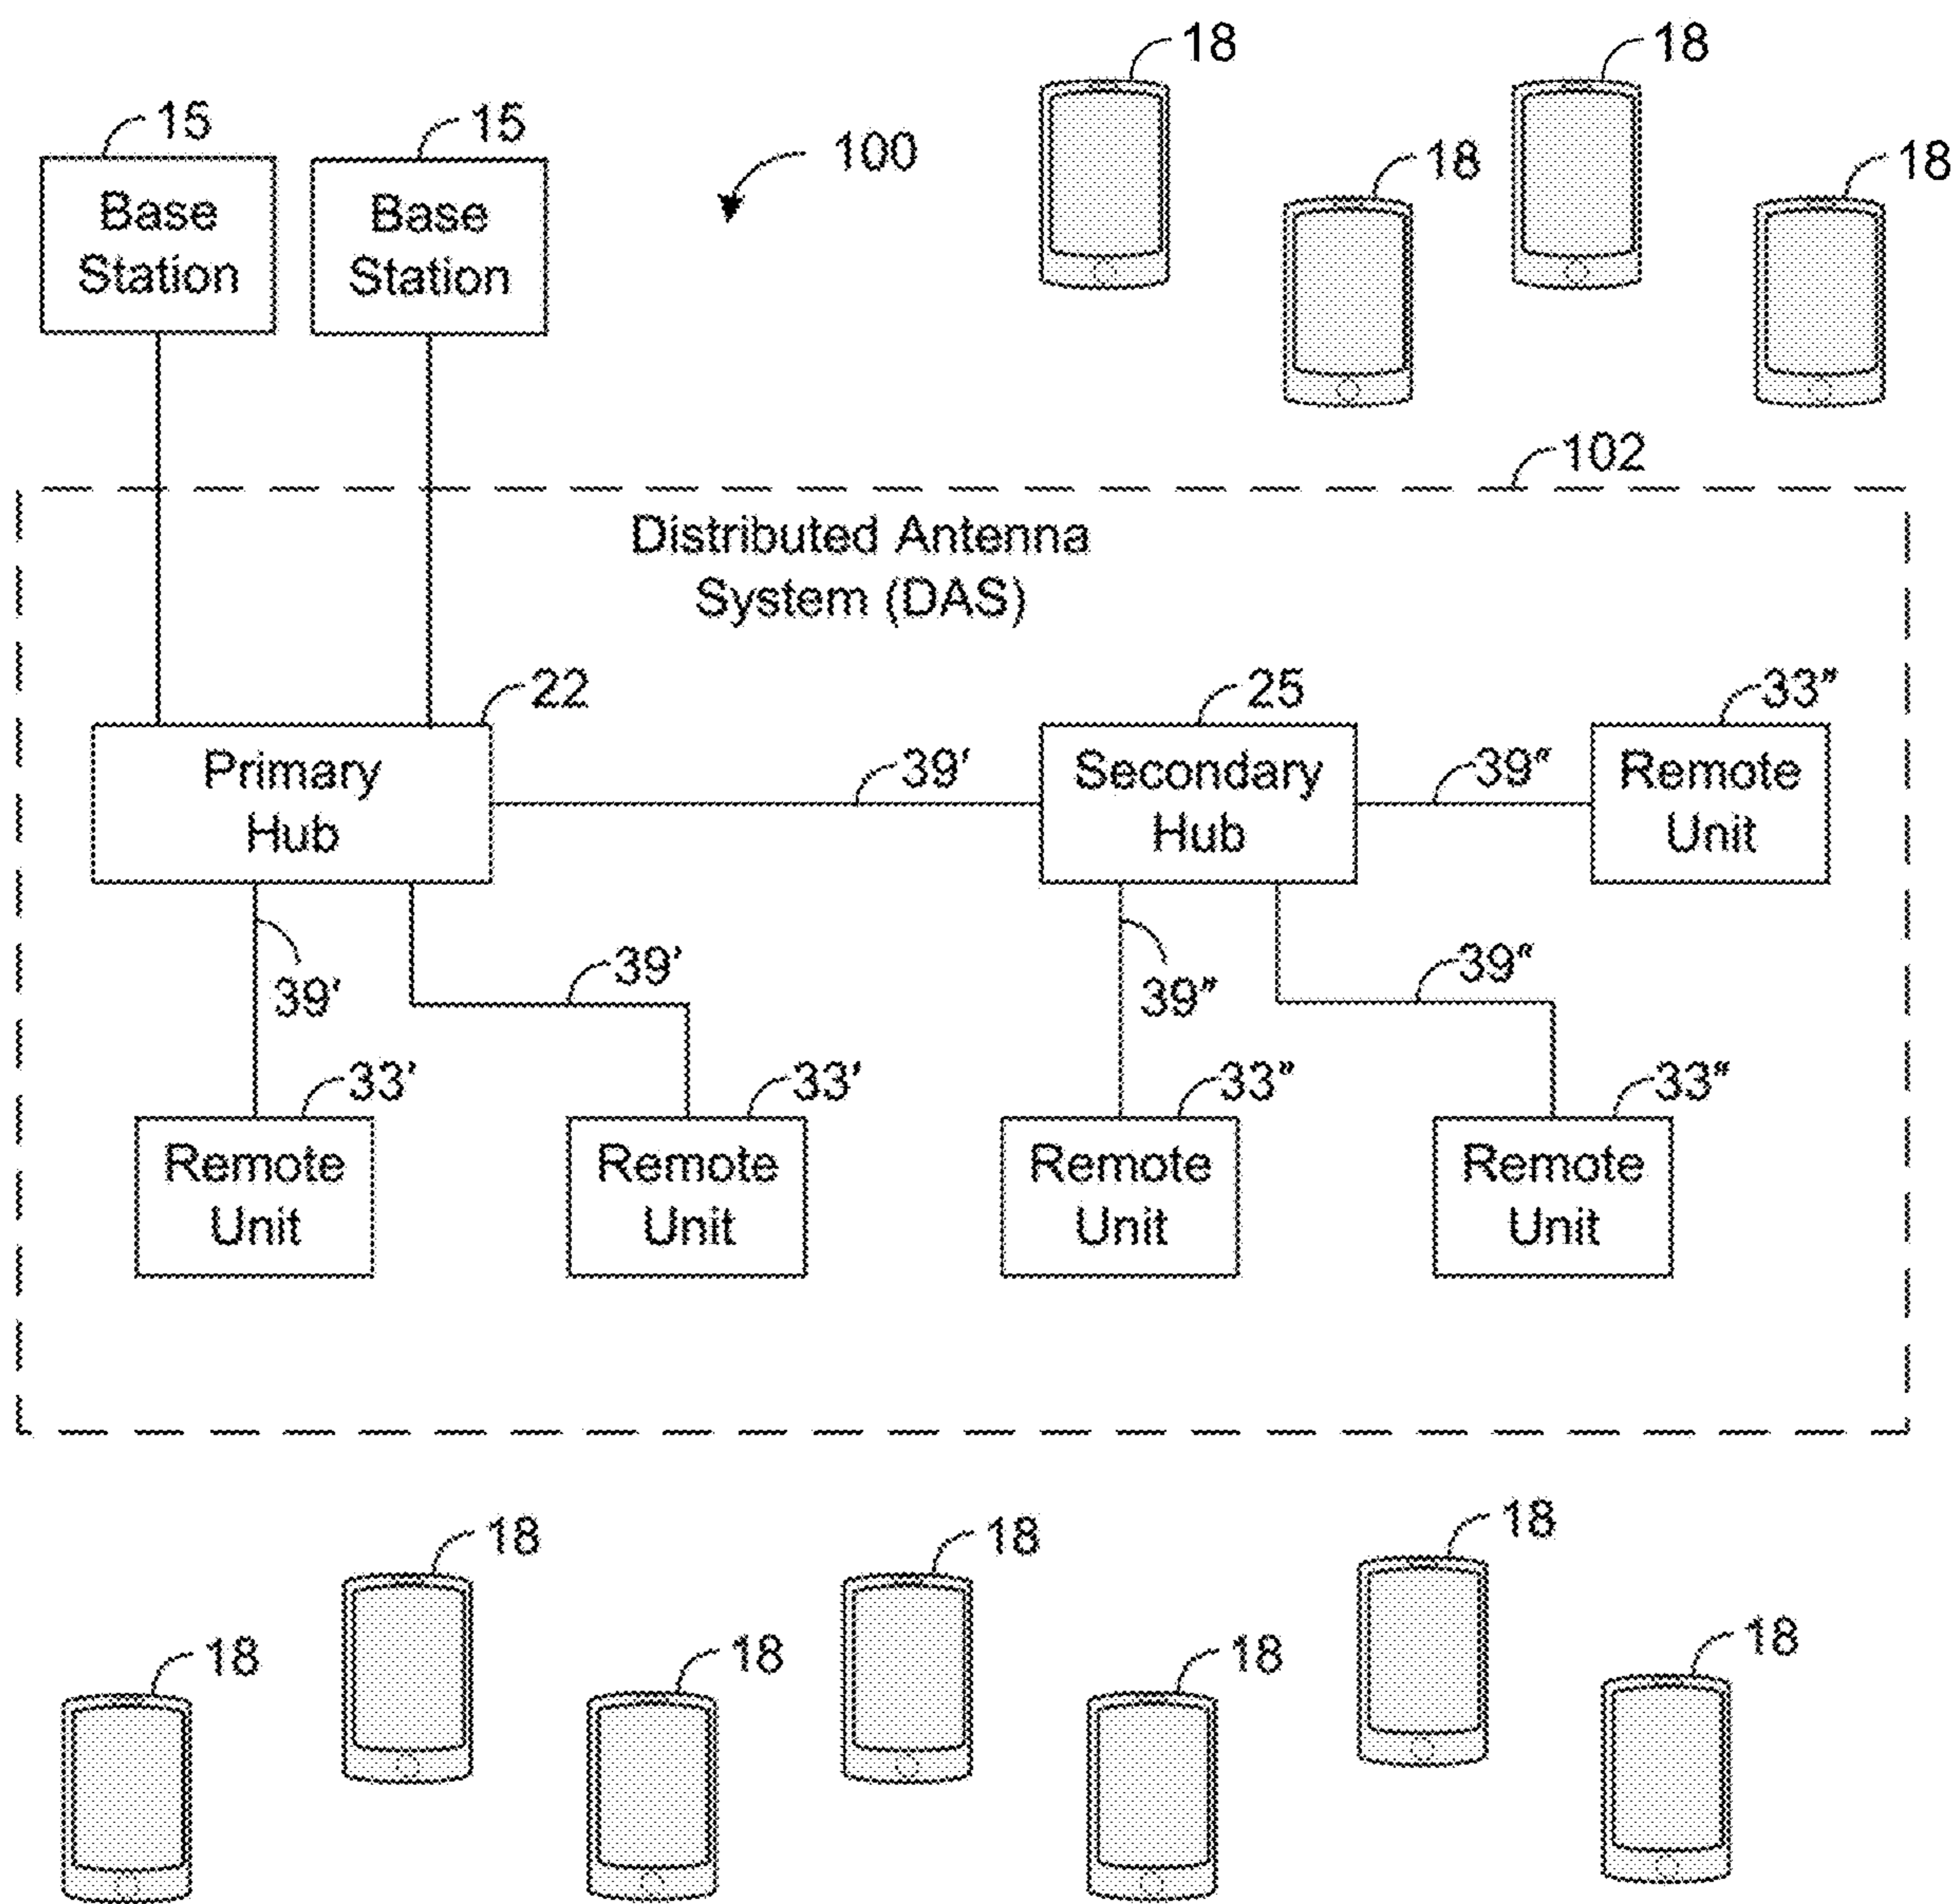 18
18
15
15
100
18
18
Base
Station
Base
Station
102
Distributed Antenna
System (DAS)
22
25
33"
Primary
Hub
39'
Secondary
Hub
39"
Remote
Unit
39'
39'
39"
39"
33'
33'
33"
33"
Remote
Unit
Remote
Unit
Remote
Unit
Remote
Unit
18
18
18
18
18
18
18